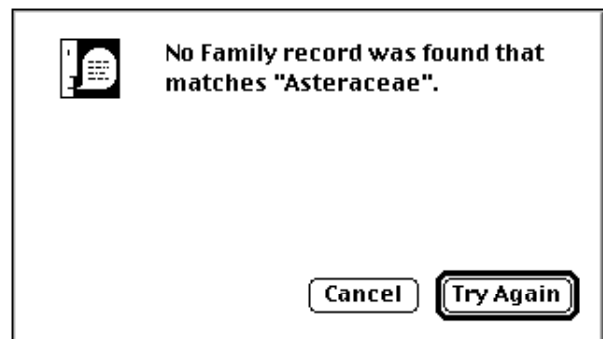 No Family record was found that
matches "Asteraceae".
Cancel
Try Again